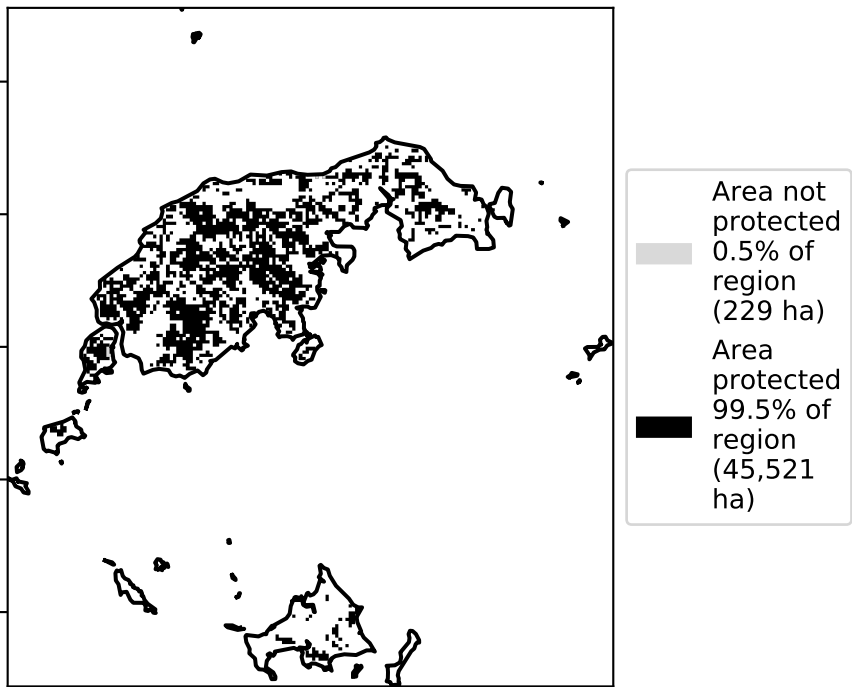 Area not
protected
0.5% of
region
(229 ha)
Area
protected
99.5% of
region
(45,521
ha)